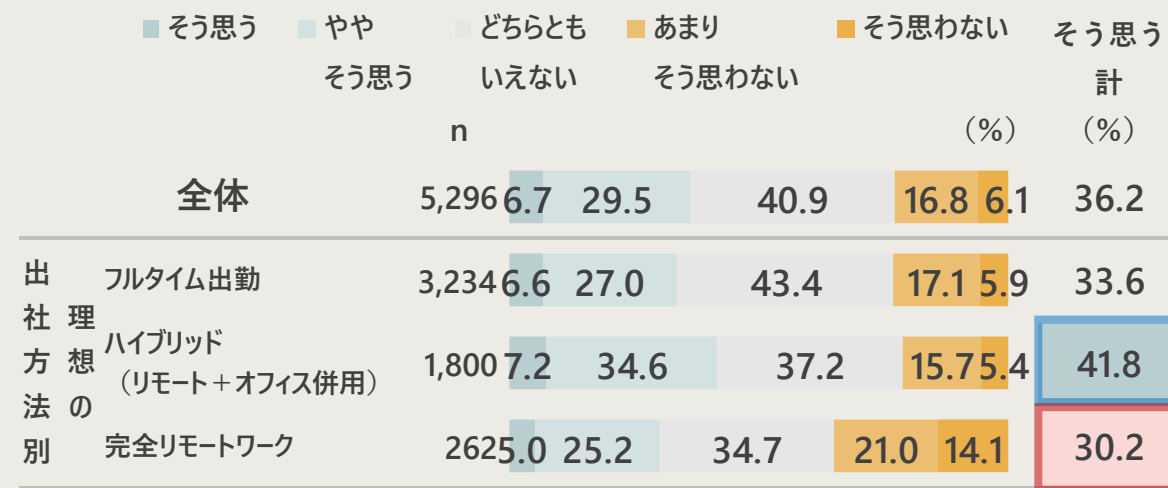 そう思う やや どちらとも あまり そう思わない そう思う
そう思う いえない そう思わない 計
n (%) (%)
全体 5,296 6.7 29.5 40.9 16.8 6.1 36.2
理想の
出社方法別
フルタイム出勤 3,234 6.6 27.0 43.4 17.1 5.9 33.6
ハイブリッド
（リモート＋オフィス併用） 1,800 7.2 34.6 37.2 15.7 5.4 41.8
完全リモートワーク 262 5.0 25.2 34.7 21.0 14.1 30.2